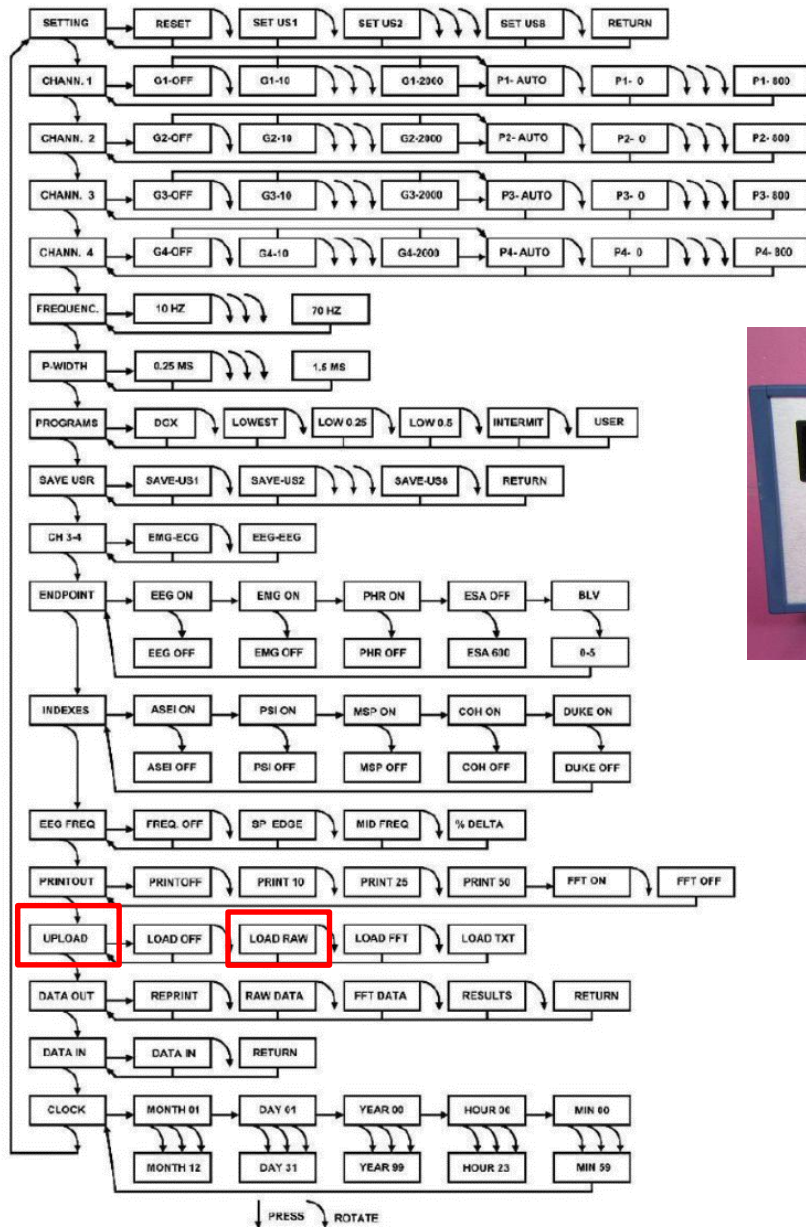 SETTING RESET SET US1 SET US2 SET US8 RETURN
CHANN. 1 G1-OFF G1-10 G1-2000 P1- AUTO P1- 0 P1- 800
CHANN. 2 G2-OFF G2-10 G2-2000 P2- AUTO P2- 0 P2- 800
CHANN. 3 G3-OFF G3-10 G3-2000 P3- AUTO P3- 0 P3- 800
CHANN. 4 G4-OFF G4-10 G4-2000 P4- AUTO P4- 0 P4- 800
FREQUENC. 10 HZ 70 HZ
P-WIDTH 0.25 MS 1.5 MS
PROGRAMS DGX LOWEST LOW 0.25 LOW 0.5 INTERMIT USER
SAVE USR SAVE-US1 SAVE-US2 SAVE-US8 RETURN
CH 3-4 EMG-ECG EEG-EEG
ENDPOINT EEG ON EMG ON PHR ON ESA OFF BLV
EEG OFF EMG OFF PHR OFF ESA 600 0-5
INDEXES ASEI ON PSI ON MSP ON COH ON DUKE ON
ASEI OFF PSI OFF MSP OFF COH OFF DUKE OFF
EEG FREQ FREQ. OFF SP EDGE MID FREQ % DELTA
PRINTOUT PRINTOFF PRINT 10 PRINT 25 PRINT 50 FFT ON FFT OFF
UPLOAD LOAD OFF LOAD RAW LOAD FFT LOAD TXT
DATA OUT REPRINT RAW DATA FFT DATA RESULTS RETURN
DATA IN DATA IN RETURN
CLOCK MONTH 01 DAY 01 YEAR 00 HOUR 00 MIN 00
MONTH 12 DAY 31 YEAR 99 HOUR 23 MIN 59
PRESS ROTATE